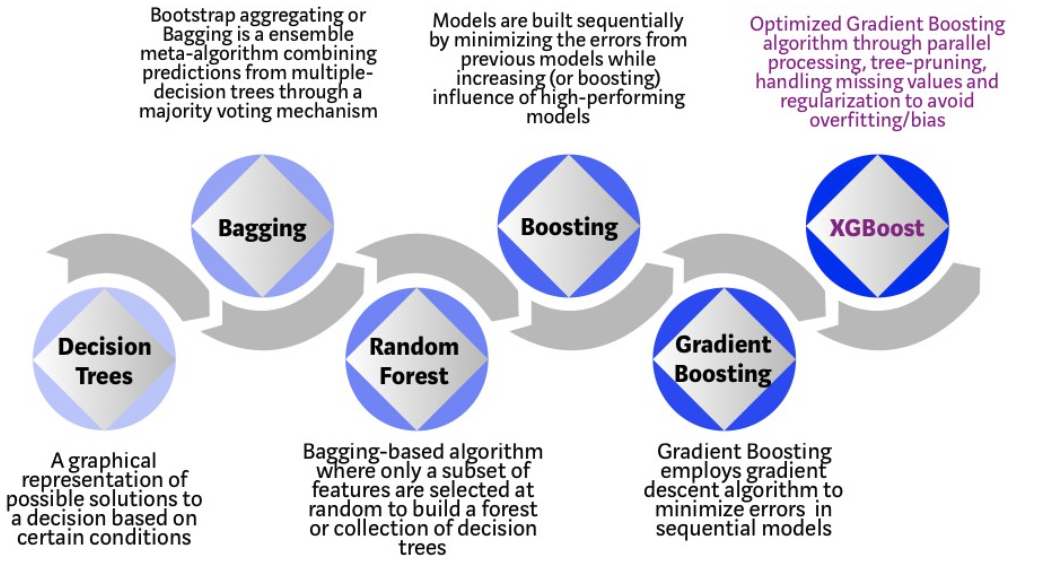 Bootstrap aggregating or
Bagging is a ensemble
meta-algorithm combining
predictions from multiple-
decision trees through a
majority voting mechanism
Models are built sequentially
by minimizing the errors from
previous models while
increasing (or boosting)
influence of high-performing
models
Optimized Gradient Boosting
algorithm through parallel
processing, tree-pruning,
handling missing values and
regularization to avoid
overfitting/bias
Bagging
Boosting
XGBoost
Decision
Trees
Random
Forest
Gradient
Boosting
A graphical
representation of
possible solutions to
a decision based on
certain conditions
Bagging-based algorithm
where only a subset of
features are selected at
random to build a forest
or collection of decision
trees
Gradient Boosting
employs gradient
descent algorithm to
minimize errors in
sequential models